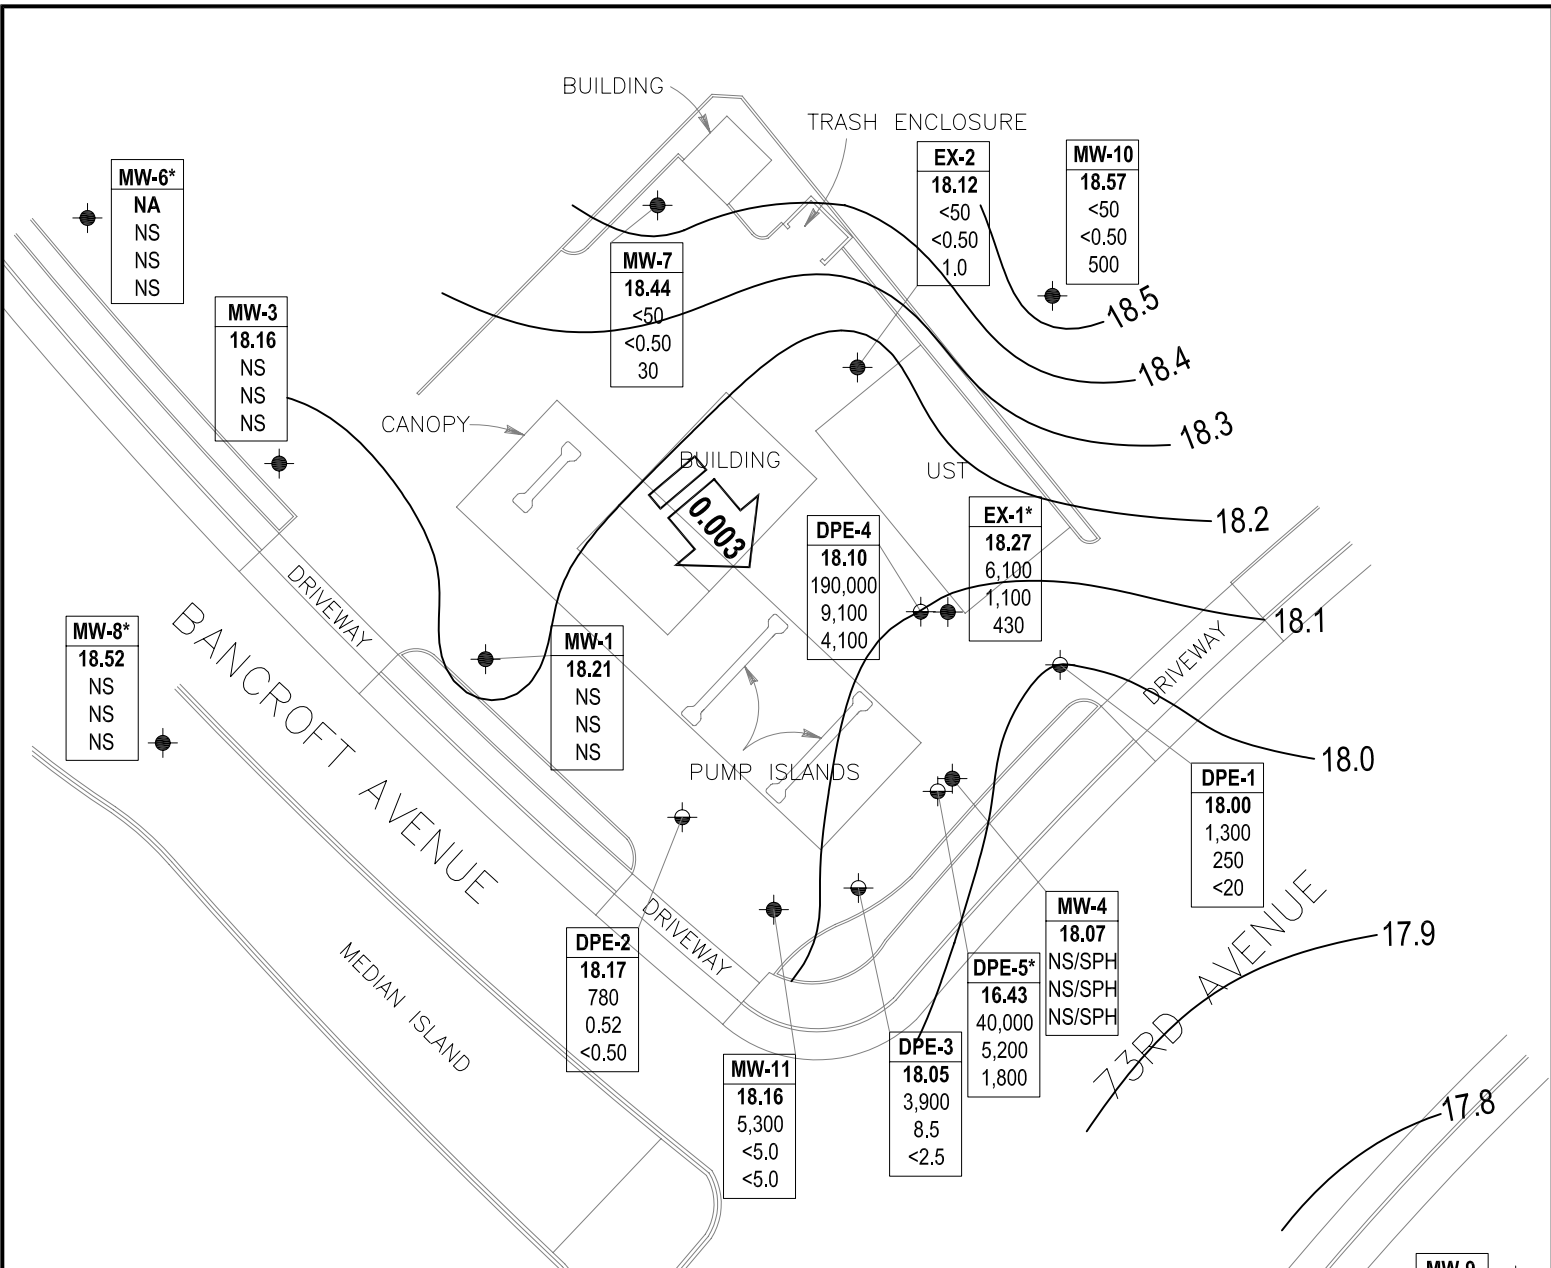 BUILDING
TRASH ENCLOSURE
MW-6*
NA
NS
NS
NS
EX-2
18.12
<50
<0.50
1.0
MW-10
18.57
<50
<0.50
500
MW-7
18.44
<50
<0.50
30
MW-3
18.16
NS
NS
NS
18.5
18.4
18.3
18.2
CANOPY
BUILDING
UST
0.003
DPE-4
18.10
190,000
9,100
4,100
EX-1*
18.27
6,100
1,100
430
18.1
DRIVEWAY
DRIVEWAY
MW-8*
18.52
NS
NS
NS
BANCROFT AVENUE
MW-1
18.21
NS
NS
NS
PUMP ISLANDS
18.0
DPE-1
18.00
1,300
250
<20
DRIVEWAY
MW-4
18.07
NS/SPH
NS/SPH
NS/SPH
17.9
DPE-2
18.17
780
0.52
<0.50
DPE-5*
16.43
40,000
5,200
1,800
MEDIAN ISLAND
73RD AVENUE
DPE-3
18.05
3,900
8.5
<2.5
MW-11
18.16
5,300
<5.0
<5.0
17.8
MW-9